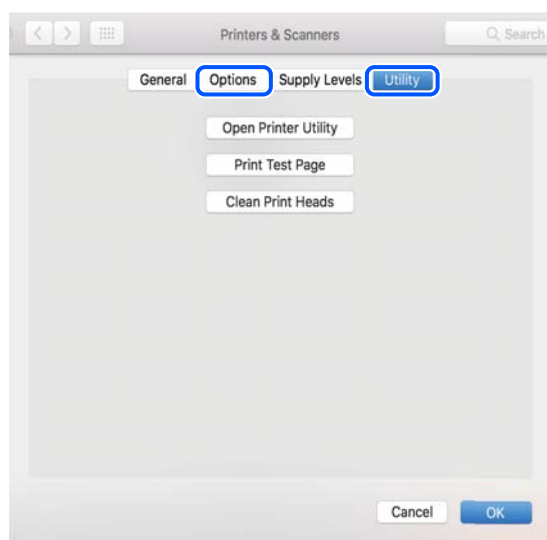 Printers & Scanners Search
General Options Supply Levels Utility
Open Printer Utility
Print Test Page
Clean Print Heads
Cancel OK